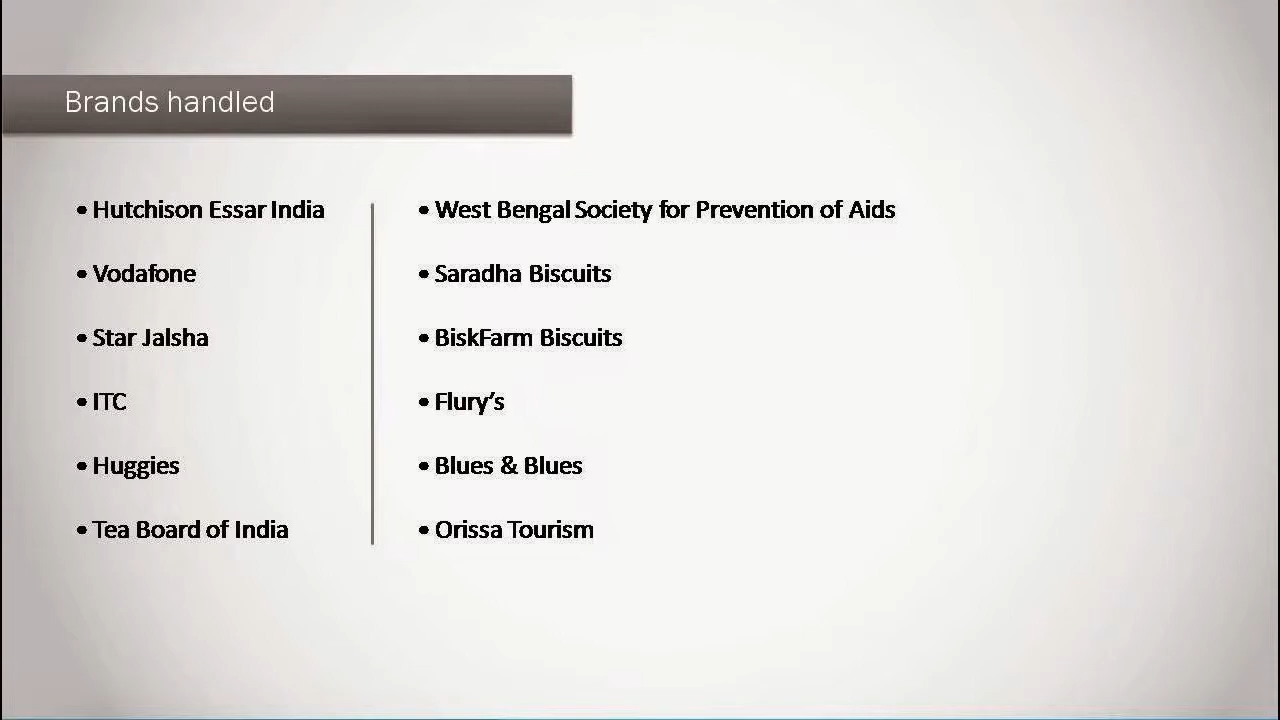 Brands handled
• Hutchison Essar India
• Vodafone
• Star Jalsha
• ITC
• Huggies
• Tea Board of India
• West Bengal Society for Prevention of Aids
• Saradha Biscuits
• BiskFarm Biscuits
• Flury’s
• Blues & Blues
• Orissa Tourism